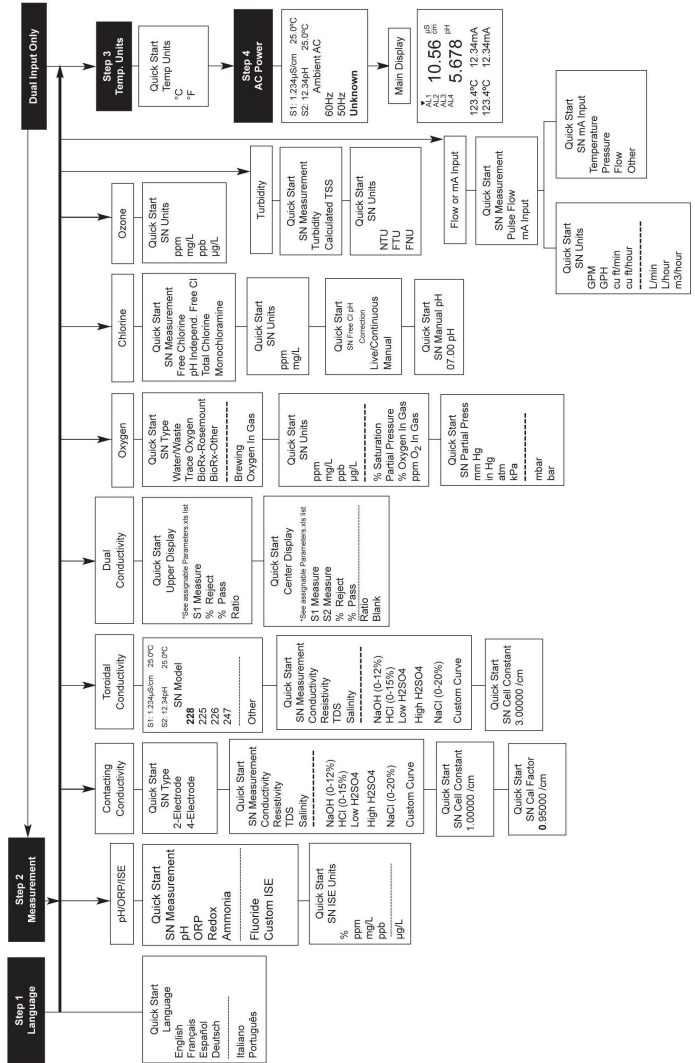 Step 1
Language
Quick Start
Language
English
Français
Español
Deutsch
Italiano
Português
Step 2
Measurement
pH/ORP/ISE
Quick Start
SN Measurement
pH
ORP
Redox
Ammonia
Fluoride
Custom ISE
Quick Start
SN ISE Units
%
ppm
mg/L
ppb
µg/L
Contacting
Conductivity
Quick Start
SN Type
2-Electrode
4-Electrode
Quick Start
SN Measurement
Conductivity
Resistivity
TDS
Salinity
NaOH (0-12%)
HCl (0-15%)
Low H2SO4
High H2SO4
NaCl (0-20%)
Custom Curve
Quick Start
SN Cell Constant
1.00000 /cm
Quick Start
SN Cal Factor
0.95000 /cm
Toroidal
Conductivity
S1: 1.234µS/cm 25.0ºC
S2: 12.34pH 25.0ºC
SN Model
228
225
226
247
Other
Quick Start
SN Measurement
Conductivity
Resistivity
TDS
Salinity
NaOH (0-12%)
HCl (0-15%)
Low H2SO4
High H2SO4
NaCl (0-20%)
Custom Curve
Quick Start
SN Cell Constant
3.00000 /cm
Dual
Conductivity
Quick Start
Upper Display
*See assignable Parameters.xls list
S1 Measure
% Reject
% Pass
Ratio
Quick Start
Center Display
*See assignable Parameters.xls list
S1 Measure
S2 Measure
% Reject
% Pass
Ratio
Blank
Oxygen
Quick Start
SN Type
Water/Waste
Trace Oxygen
BioRx-Rosemount
BioRx-Other
Brewing
Oxygen In Gas
Quick Start
SN Units
ppm
mg/L
ppb
µg/L
% Saturation
Partial Pressure
% Oxygen In Gas
ppm O2 In Gas
Quick Start
SN Partial Press
mm Hg
in Hg
atm
kPa
mbar
bar
Chlorine
Quick Start
SN Measurement
Free Chlorine
pH Independ. Free Cl
Total Chlorine
Monochloramine
Quick Start
SN Units
ppm
mg/L
Quick Start
SN Free Cl pH
Correction
Live/Continuous
Manual
Quick Start
SN Manual pH
07.00 pH
Ozone
Quick Start
SN Units
ppm
mg/L
ppb
µg/L
Turbidity
Quick Start
SN Measurement
Turbidity
Calculated TSS
Quick Start
SN Units
NTU
FTU
FNU
Flow or mA Input
Quick Start
SN Measurement
Pulse Flow
mA Input
Quick Start
SN Units
GPM
GPH
cu ft/min
cu ft/hour
L/min
L/hour
m3/hour
Quick Start
SN mA Input
Temperature
Pressure
Flow
Other
Dual Input Only
Step 3
Temp. Units
Quick Start
Temp Units
°C
°F
Step 4
AC Power
S1: 1.234µS/cm 25.0ºC
S2: 12.34pH 25.0ºC
Ambient AC
60Hz
50Hz
Unknown
Main Display
AL1
AL2
AL3
AL4
10.56 µS cm
5.678 pH
123.4ºC 12.34mA
123.4ºC 12.34mA